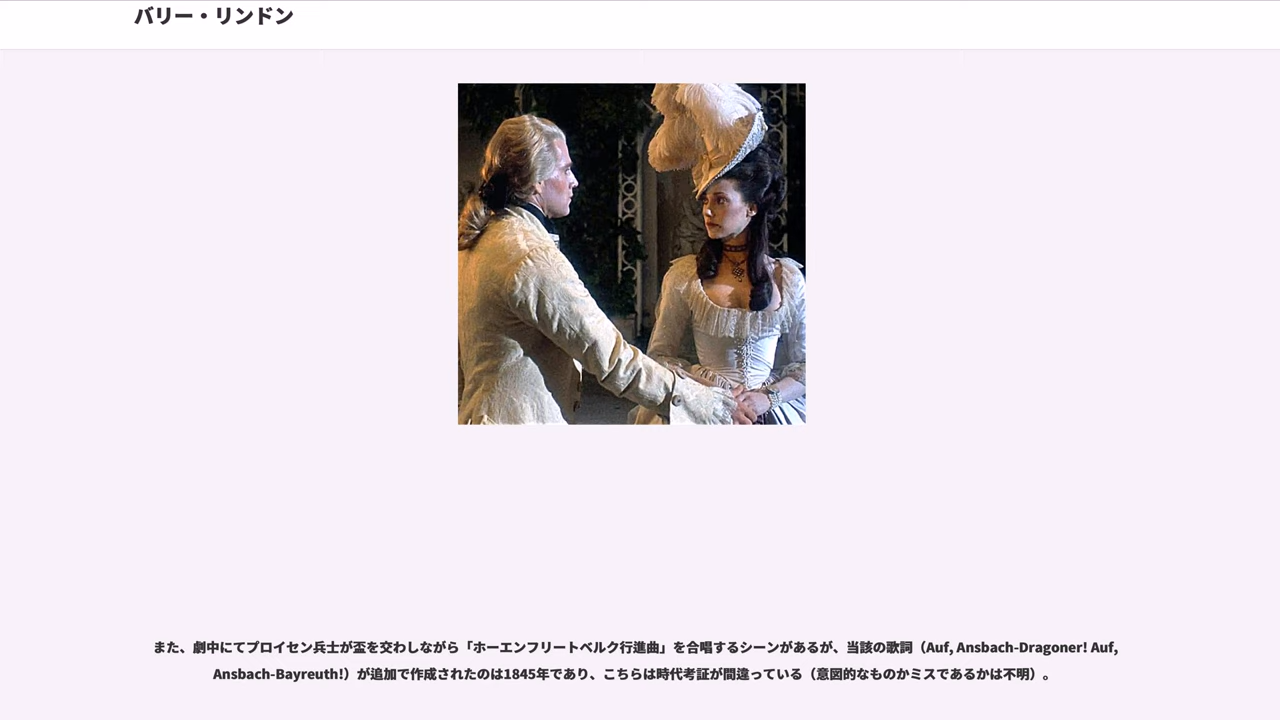 バリー・リンドン
また、劇中にてプロイセン兵士が盃を交わしながら「ホーエンフリートベルク行進曲」を合唱するシーンがあるが、当該の歌詞（Auf, Ansbach-Dragoner! Auf,
Ansbach-Bayreuth!）が追加で作成されたのは1845年であり、こちらは時代考証が間違っている（意図的なものかミスであるかは不明）。